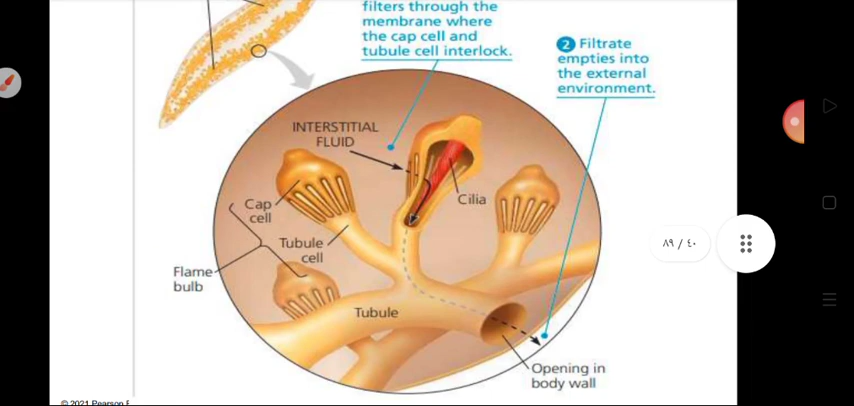 filters through the
membrane where
the cap cell and
tubule cell interlock.
2 Filtrate
empties into
the external
environment.
INTERSTITIAL
FLUID
Cilia
Cap
cell
Tubule
cell
Flame
bulb
Tubule
Opening in
body wall
٨٩ / ٤٠
© 2021 Pearson